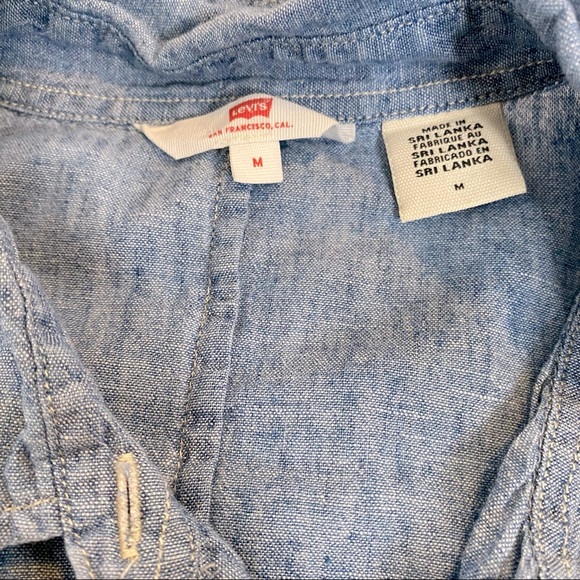 Levi's
SAN FRANCISCO, CAL.
M
MADE IN
SRI LANKA
FABRIQUE AU
SRI LANKA
FABRICADO EN
SRI LANKA
M